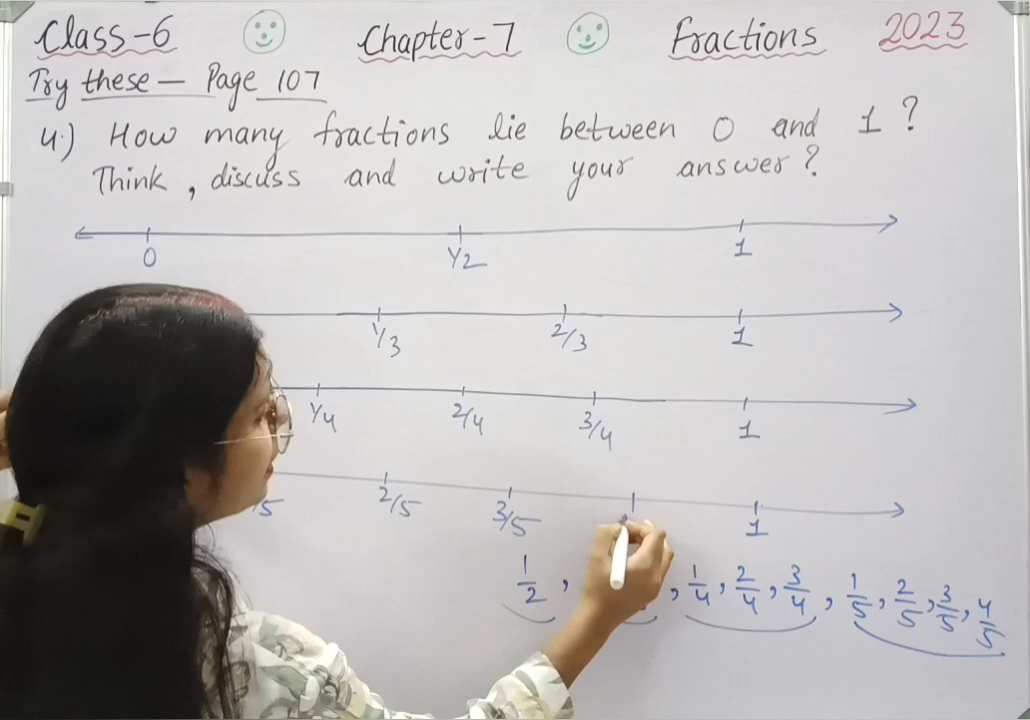 Class-6 Chapter-7 Fractions 2023
Try these — Page 107
4.) How many fractions lie between 0 and 1 ?
Think, discuss and write your answer ?
0 1/2 1
1/3 2/3 1
1/4 2/4 3/4 1
/5 2/5 3/5 1
1/2, , 1/4, 2/4, 3/4, 1/5, 2/5, 3/5, 4/5